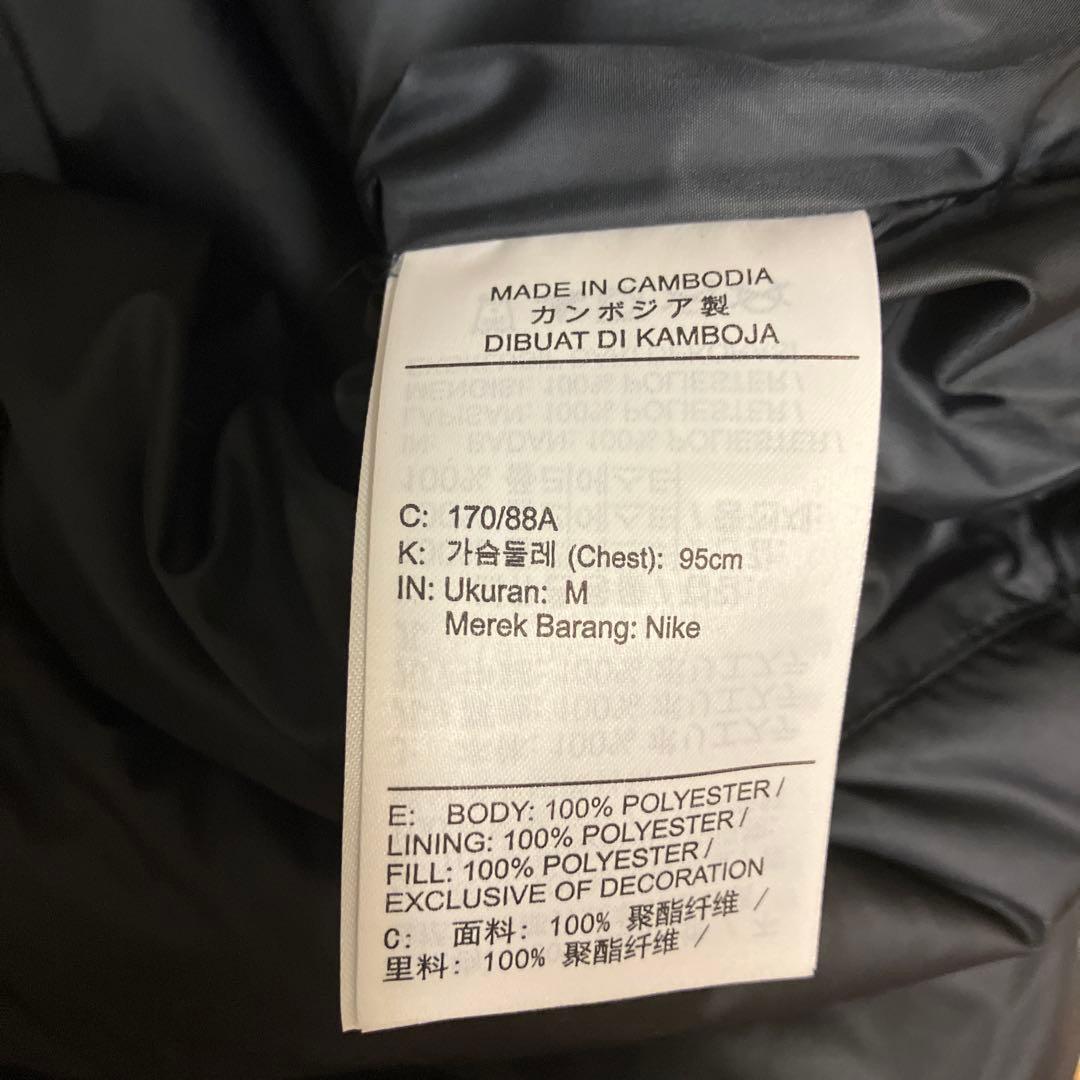 MADE IN CAMBODIA
カンボジア製
DIBUAT DI KAMBOJA
C: 170/88A
K: 가슴둘레 (Chest): 95cm
IN: Ukuran: M
Merek Barang: Nike
E: BODY: 100% POLYESTER /
LINING: 100% POLYESTER /
FILL: 100% POLYESTER /
EXCLUSIVE OF DECORATION
C: 面料: 100% 聚酯纤维 /
里料: 100% 聚酯纤维 /